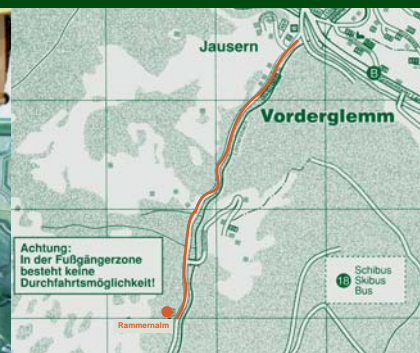 Jausern
B
Vorderglemm
Achtung:
In der Fußgängerzone
besteht keine
Durchfahrtsmöglichkeit!
18
Schibus
Skibus
Bus
Rammernalm